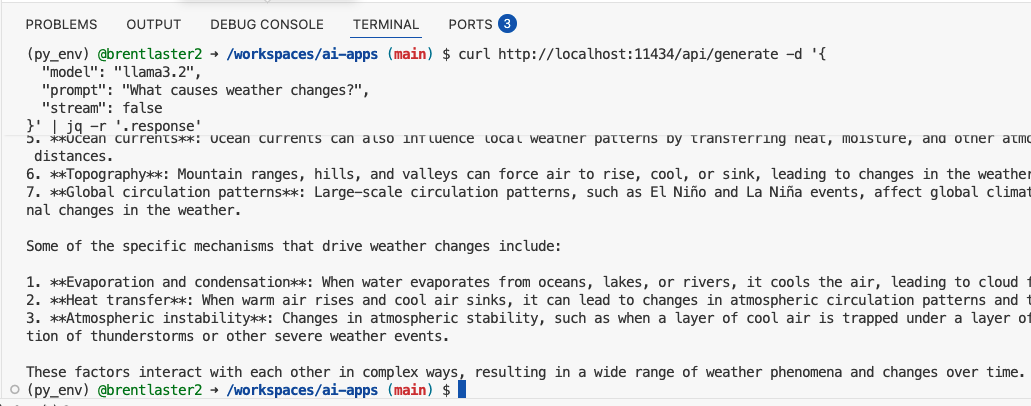 PROBLEMS OUTPUT DEBUG CONSOLE TERMINAL PORTS 3
(py_env) @brentlaster2 → /workspaces/ai-apps (main) $ curl http://localhost:11434/api/generate -d '{
"model": "llama3.2",
"prompt": "What causes weather changes?",
"stream": false
}' | jq -r '.response'
5. **Ocean currents**: Ocean currents can also influence local weather patterns by transferring heat, moisture, and other
distances.
6. **Topography**: Mountain ranges, hills, and valleys can force air to rise, cool, or sink, leading to changes in the weather
7. **Global circulation patterns**: Large-scale circulation patterns, such as El Niño and La Niña events, affect global climat
nal changes in the weather.
Some of the specific mechanisms that drive weather changes include:
1. **Evaporation and condensation**: When water evaporates from oceans, lakes, or rivers, it cools the air, leading to cloud
2. **Heat transfer**: When warm air rises and cool air sinks, it can lead to changes in atmospheric circulation patterns and
3. **Atmospheric instability**: Changes in atmospheric stability, such as when a layer of cool air is trapped under a layer of
tion of thunderstorms or other severe weather events.
These factors interact with each other in complex ways, resulting in a wide range of weather phenomena and changes over time.
(py_env) @brentlaster2 → /workspaces/ai-apps (main) $